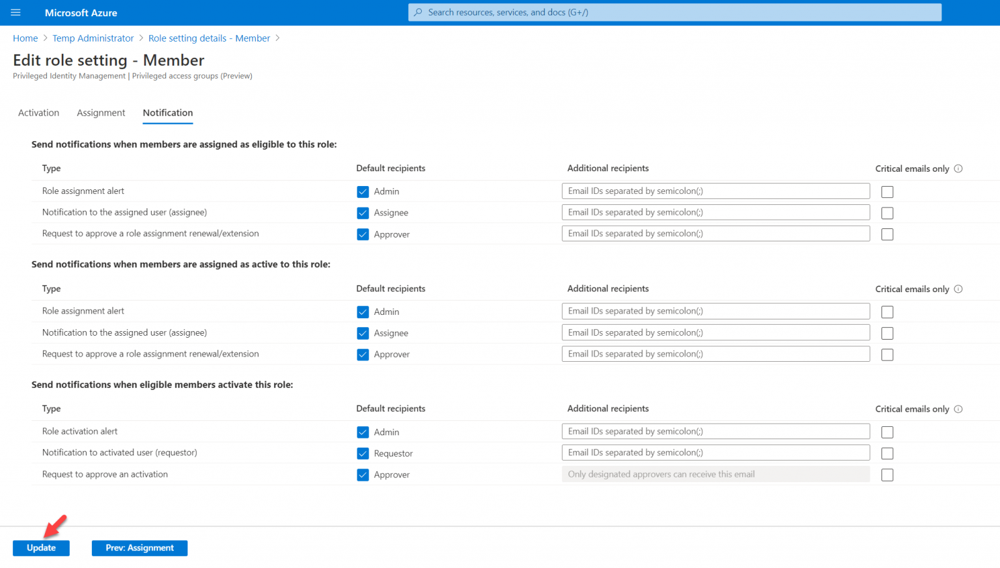 Microsoft Azure
Search resources, services, and docs (G+/)
Home > Temp Administrator > Role setting details - Member >
Edit role setting - Member
Privileged Identity Management | Privileged access groups (Preview)
Activation Assignment Notification
Send notifications when members are assigned as eligible to this role:
Type Default recipients Additional recipients Critical emails only
Role assignment alert Admin Email IDs separated by semicolon(;)
Notification to the assigned user (assignee) Assignee Email IDs separated by semicolon(;)
Request to approve a role assignment renewal/extension Approver Email IDs separated by semicolon(;)
Send notifications when members are assigned as active to this role:
Type Default recipients Additional recipients Critical emails only
Role assignment alert Admin Email IDs separated by semicolon(;)
Notification to the assigned user (assignee) Assignee Email IDs separated by semicolon(;)
Request to approve a role assignment renewal/extension Approver Email IDs separated by semicolon(;)
Send notifications when eligible members activate this role:
Type Default recipients Additional recipients Critical emails only
Role activation alert Admin Email IDs separated by semicolon(;)
Notification to activated user (requestor) Requestor Email IDs separated by semicolon(;)
Request to approve an activation Approver Only designated approvers can receive this email
Update Prev: Assignment